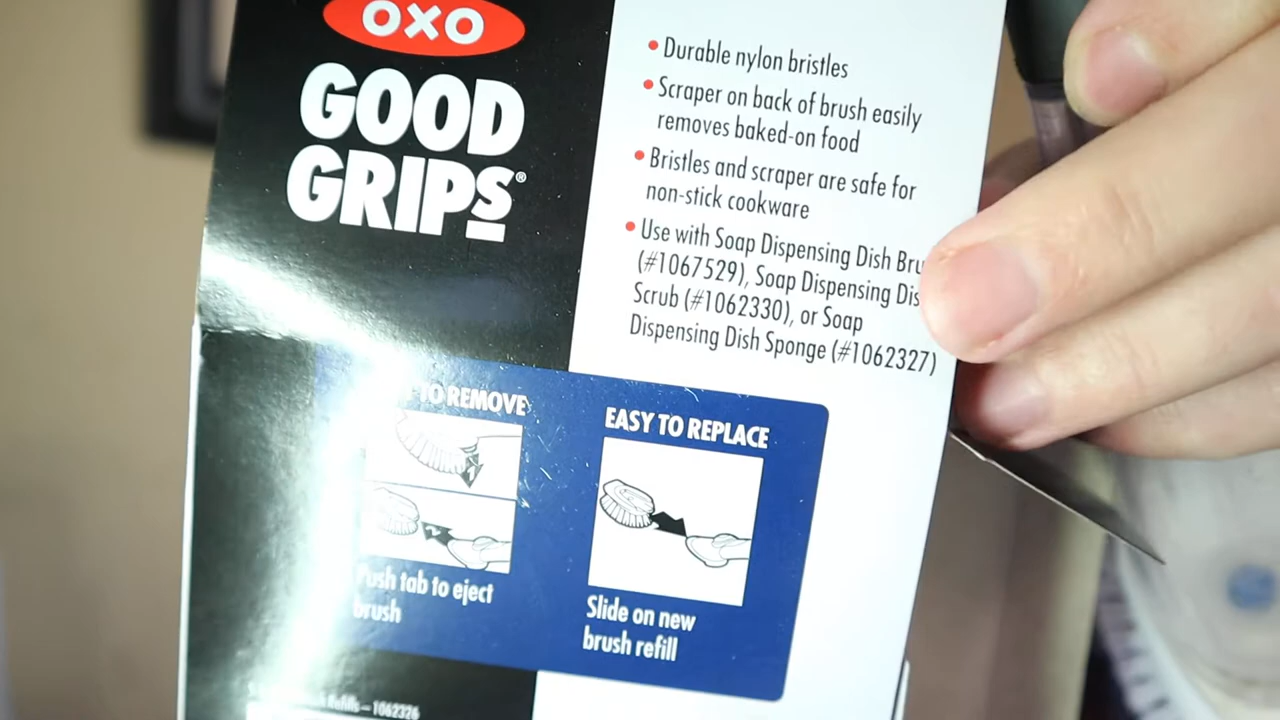 OXO
GOOD
GRIPS®
• Durable nylon bristles
• Scraper on back of brush easily
removes baked-on food
• Bristles and scraper are safe for
non-stick cookware
• Use with Soap Dispensing Dish
(#1067529), Soap Dispensing
Scrub (#1062330), or Soap
Dispensing Dish Sponge (#1062327)
TO REMOVE
Push tab to eject
brush
EASY TO REPLACE
Slide on new
brush refill
Refills – 1062326